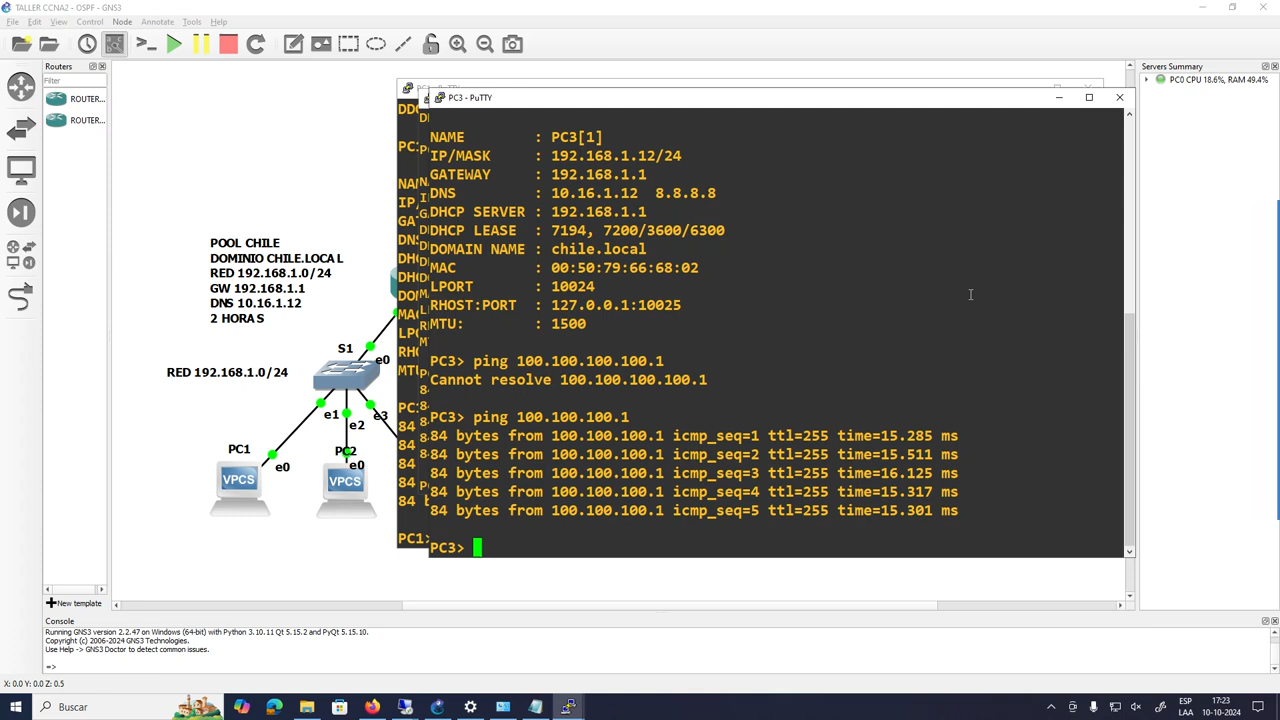 TALLER CCNA2 - OSPF - GNS3
File Edit View Control Node Annotate Tools Help
Routers
Filter
ROUTER...
ROUTER...
New template
Servers Summary
PC0 CPU 18.6%, RAM 49.4%
POOL CHILE
DOMINIO CHILE.LOCAL
RED 192.168.1.0/24
GW 192.168.1.1
DNS 10.16.1.12
2 HORAS
RED 192.168.1.0/24
S1
e0
e1
e2
e3
PC1
e0
PC2
e0
VPCS
VPCS
PC3 - PuTTY
NAME : PC3[1]
IP/MASK : 192.168.1.12/24
GATEWAY : 192.168.1.1
DNS : 10.16.1.12 8.8.8.8
DHCP SERVER : 192.168.1.1
DHCP LEASE : 7194, 7200/3600/6300
DOMAIN NAME : chile.local
MAC : 00:50:79:66:68:02
LPORT : 10024
RHOST:PORT : 127.0.0.1:10025
MTU: : 1500
PC3> ping 100.100.100.100.1
Cannot resolve 100.100.100.100.1
PC3> ping 100.100.100.1
84 bytes from 100.100.100.1 icmp_seq=1 ttl=255 time=15.285 ms
84 bytes from 100.100.100.1 icmp_seq=2 ttl=255 time=15.511 ms
84 bytes from 100.100.100.1 icmp_seq=3 ttl=255 time=16.125 ms
84 bytes from 100.100.100.1 icmp_seq=4 ttl=255 time=15.317 ms
84 bytes from 100.100.100.1 icmp_seq=5 ttl=255 time=15.301 ms
PC3>
PC1>
Console
Running GNS3 version 2.2.47 on Windows (64-bit) with Python 3.10.11 Qt 5.15.2 and PyQt 5.15.10.
Copyright (c) 2006-2024 GNS3 Technologies.
Use Help -> GNS3 Doctor to detect common issues.
=>
X: 0.0 Y: 0.0 Z: 0.5
Buscar
ESP
LAA
17:23
10-10-2024